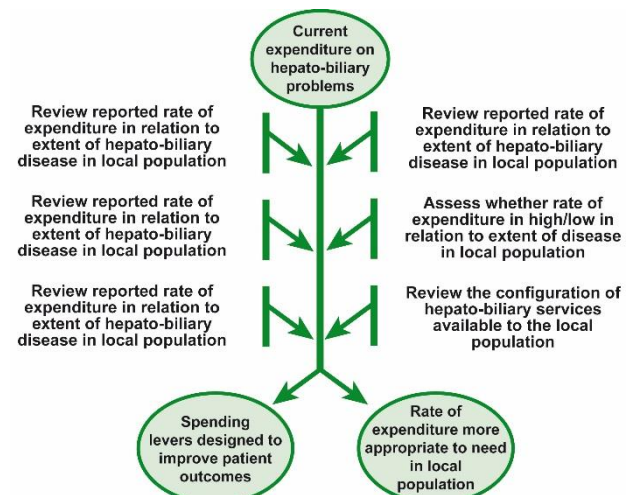 Current
expenditure on
hepato-biliary
problems
Review reported rate of
expenditure in relation to
extent of hepato-biliary
disease in local population
Review reported rate of
expenditure in relation to
extent of hepato-biliary
disease in local population
Review reported rate of
expenditure in relation to
extent of hepato-biliary
disease in local population
Assess whether rate of
expenditure in high/low in
relation to extent of disease
in local population
Review reported rate of
expenditure in relation to
extent of hepato-biliary
disease in local population
Review the configuration of
hepato-biliary services
available to the local
population
Spending
levers designed to
improve patient
outcomes
Rate of
expenditure more
appropriate to need
in local
population